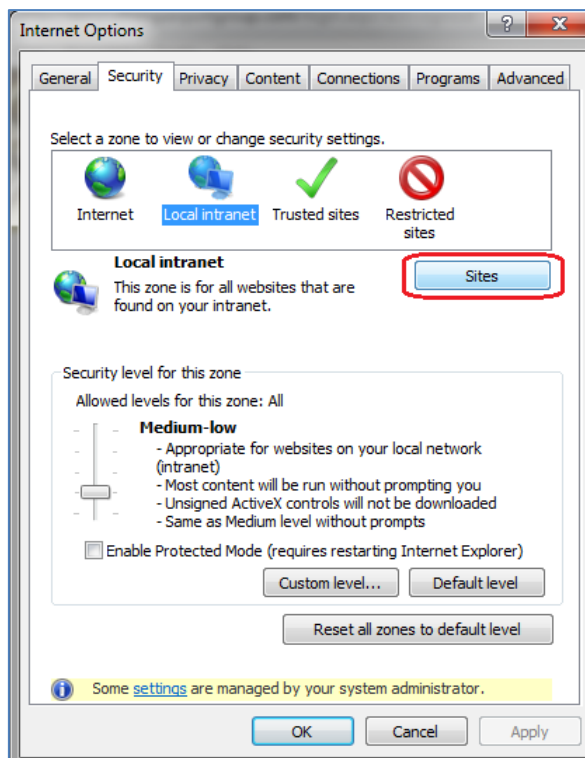 Internet Options
General Security Privacy Content Connections Programs Advanced
Select a zone to view or change security settings.
Internet Local intranet Trusted sites Restricted
sites
Local intranet
Sites
This zone is for all websites that are
found on your intranet.
Security level for this zone
Allowed levels for this zone: All
Medium-low
- Appropriate for websites on your local network
(intranet)
- Most content will be run without prompting you
- Unsigned ActiveX controls will not be downloaded
- Same as Medium level without prompts
Enable Protected Mode (requires restarting Internet Explorer)
Custom level... Default level
Reset all zones to default level
Some settings are managed by your system administrator.
OK Cancel Apply